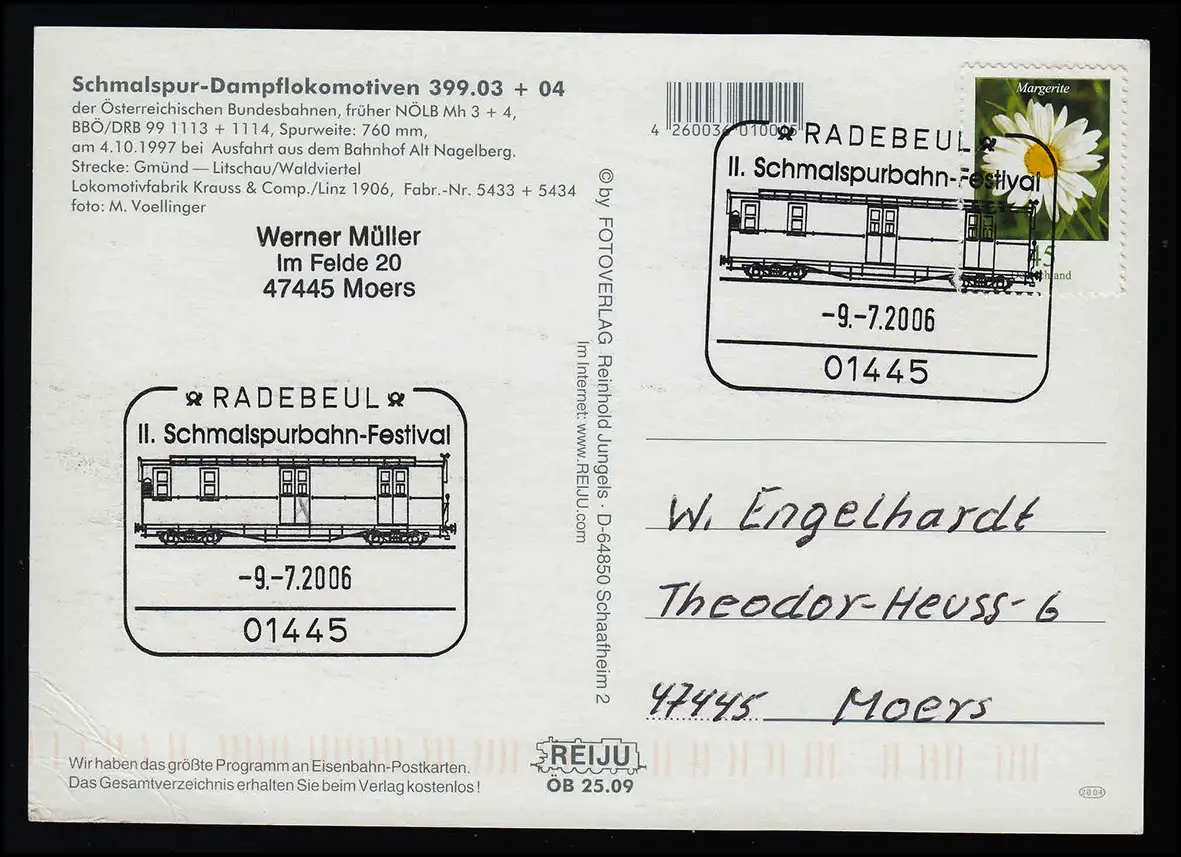 Schmalspur-Dampflokomotiven 399.03 + 04
der Österreichischen Bundesbahnen, früher NÖLB Mh 3 + 4,
BBÖ/DRB 99 1113 + 1114, Spurweite: 760 mm,
am 4.10.1997 bei Ausfahrt aus dem Bahnhof Alt Nagelberg.
Strecke: Gmünd — Litschau/Waldviertel
Lokomotivfabrik Krauss & Comp./Linz 1906, Fabr.-Nr. 5433 + 5434
foto: M. Voellinger
Werner Müller
Im Felde 20
47445 Moers
RADEBEUL
II. Schmalspurbahn-Festival
-9.-7.2006
01445
Wir haben das größte Programm an Eisenbahn-Postkarten.
Das Gesamtverzeichnis erhalten Sie beim Verlag kostenlos!
© by FOTOVERLAG Reinhold Jungels · D-64850 Schaafheim 2
Im Internet: www.REIJU.com
REIJU
ÖB 25.09
Margerite
45
Deutschland
RADEBEUL
II. Schmalspurbahn-Festival
-9.-7.2006
01445
W. Engelhardt
Theodor-Heuss-6
47445 Moers
2004